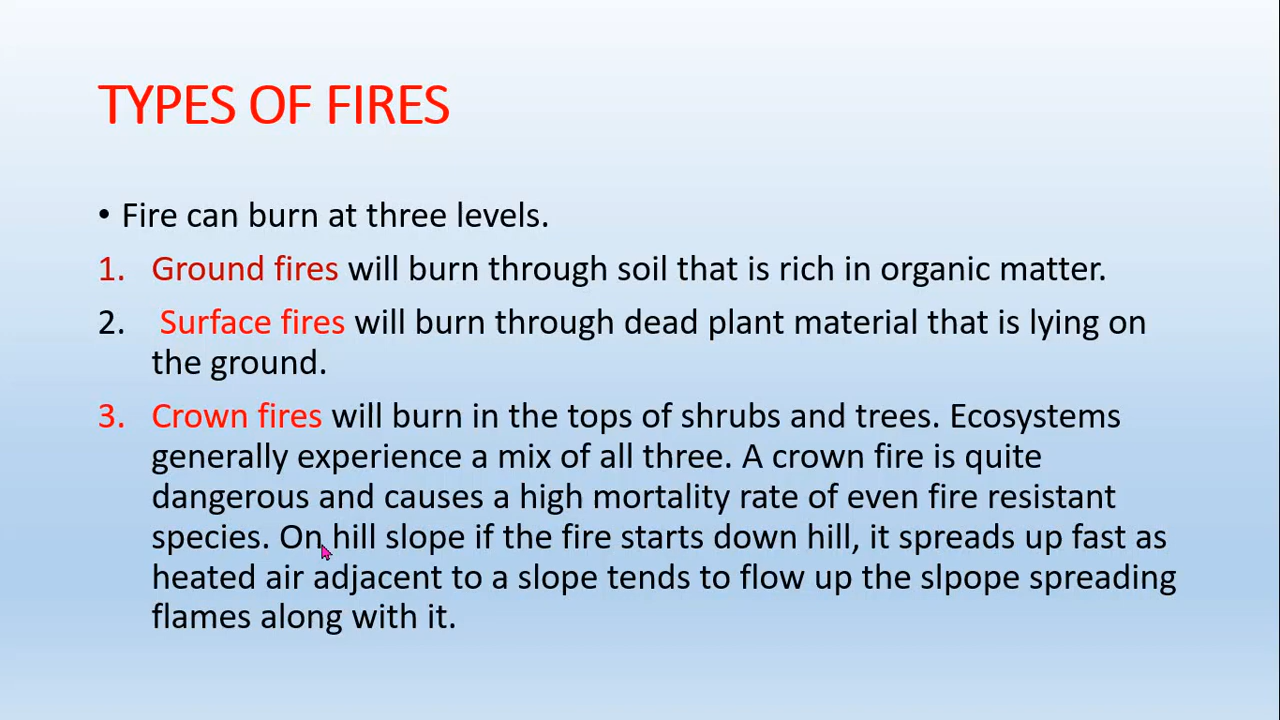 TYPES OF FIRES
• Fire can burn at three levels.
1. Ground fires will burn through soil that is rich in organic matter.
2. Surface fires will burn through dead plant material that is lying on
the ground.
3. Crown fires will burn in the tops of shrubs and trees. Ecosystems
generally experience a mix of all three. A crown fire is quite
dangerous and causes a high mortality rate of even fire resistant
species. On hill slope if the fire starts down hill, it spreads up fast as
heated air adjacent to a slope tends to flow up the slpope spreading
flames along with it.